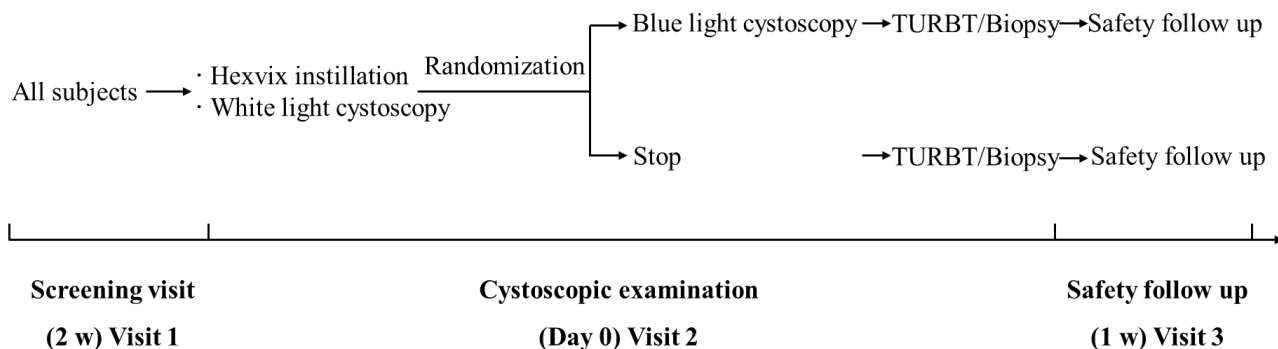 Blue light cystoscopy TURBT/Biopsy Safety follow up
All subjects
· Hexvix instillation
· White light cystoscopy
Randomization
Stop TURBT/Biopsy Safety follow up
Screening visit Cystoscopic examination Safety follow up
(2 w) Visit 1 (Day 0) Visit 2 (1 w) Visit 3